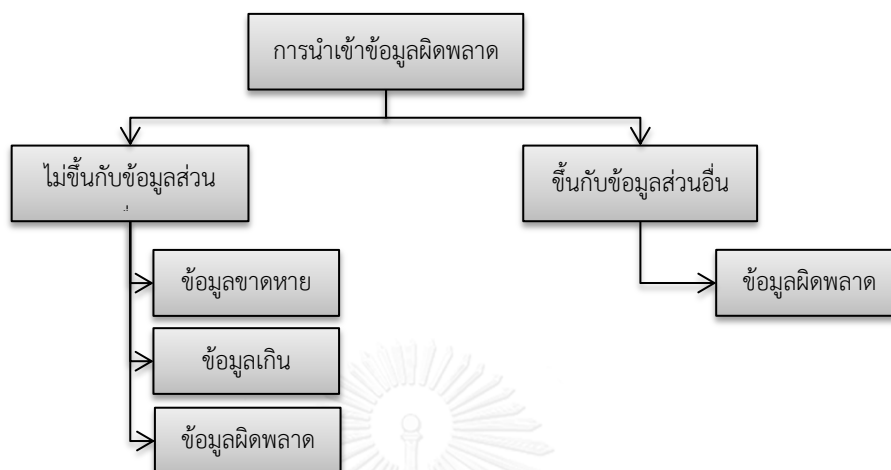 การนำเข้าข้อมูลผิดพลาด
ไม่ขึ้นกับข้อมูลส่วน
ขึ้นกับข้อมูลส่วนอื่น
ข้อมูลขาดหาย
ข้อมูลผิดพลาด
ข้อมูลเกิน
ข้อมูลผิดพลาด